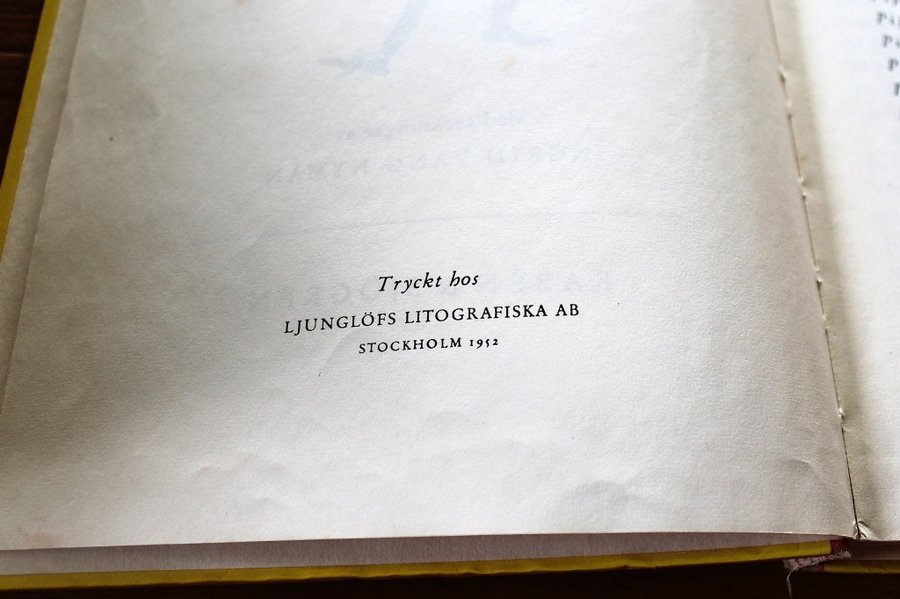 Tryckt hos
LJUNGLÖFS LITOGRAFISKA AB
STOCKHOLM 1952